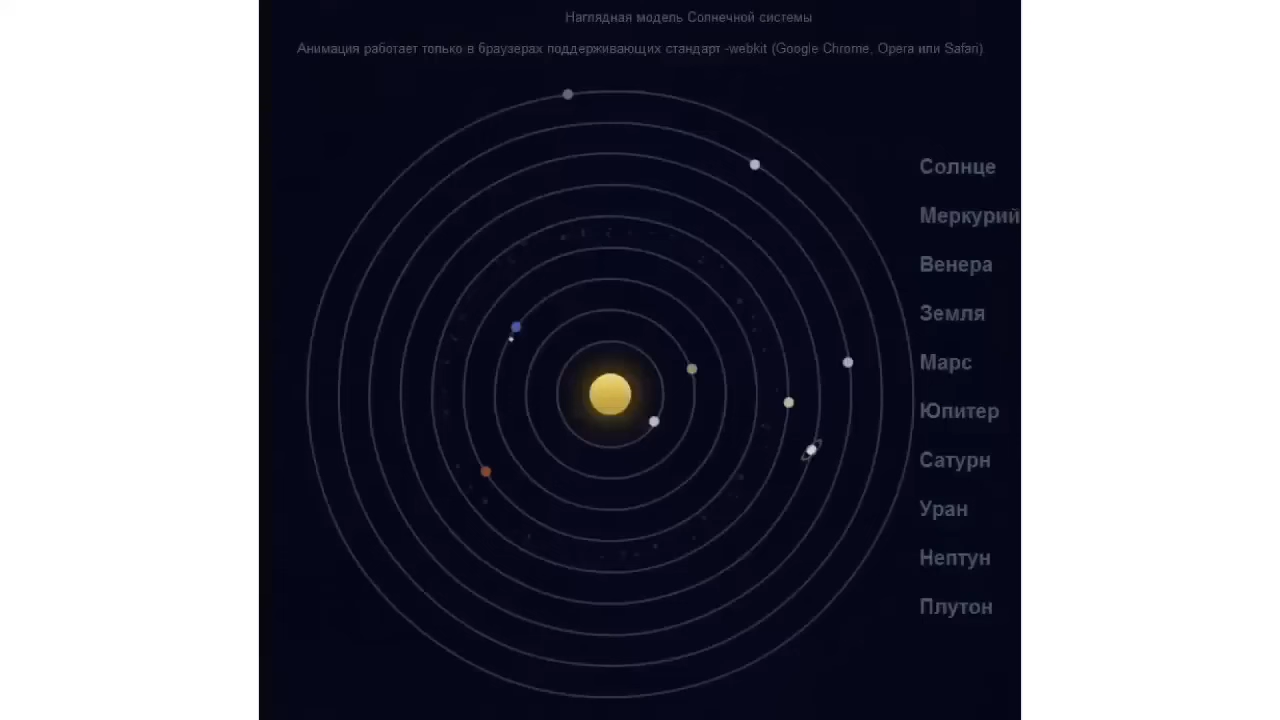 Наглядная модель Солнечной системы
Анимация работает только в браузерах поддерживающих стандарт -webkit (Google Chrome, Opera или Safari)
Солнце
Меркурий
Венера
Земля
Марс
Юпитер
Сатурн
Уран
Нептун
Плутон